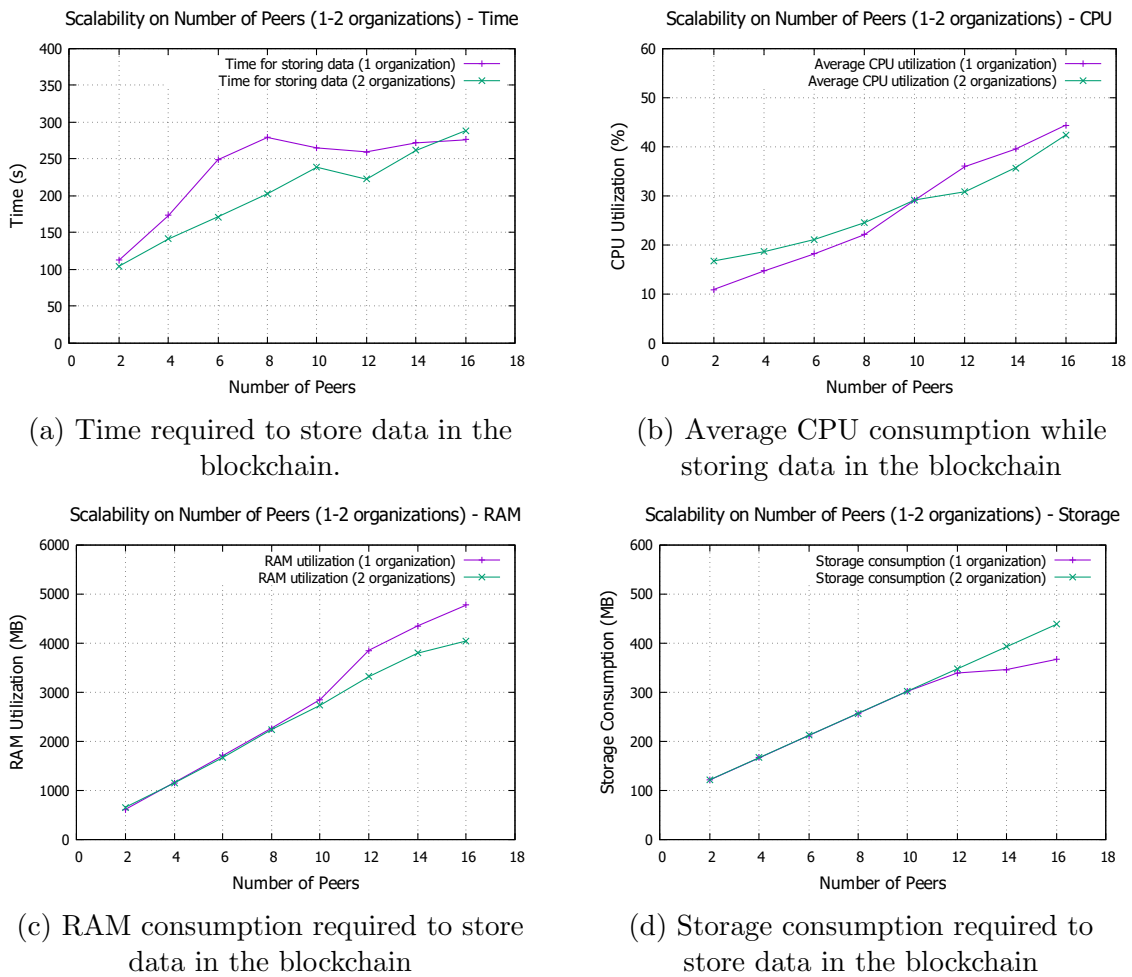 Scalability on Number of Peers (1-2 organizations) - Time
400
350
300
250
200
150
100
50
0
Time (s)
Time for storing data (1 organization)
Time for storing data (2 organizations)
0 2 4 6 8 10 12 14 16 18
Number of Peers
(a) Time required to store data in the
blockchain.
Scalability on Number of Peers (1-2 organizations) - CPU
60
50
40
30
20
10
0
CPU Utilization (%)
Average CPU utilization (1 organization)
Average CPU utilization (2 organizations)
0 2 4 6 8 10 12 14 16 18
Number of Peers
(b) Average CPU consumption while
storing data in the blockchain
Scalability on Number of Peers (1-2 organizations) - RAM
6000
5000
4000
3000
2000
1000
0
RAM Utilization (MB)
RAM utilization (1 organization)
RAM utilization (2 organizations)
0 2 4 6 8 10 12 14 16 18
Number of Peers
(c) RAM consumption required to store
data in the blockchain
Scalability on Number of Peers (1-2 organizations) - Storage
600
500
400
300
200
100
0
Storage Consumption (MB)
Storage consumption (1 organization)
Storage consumption (2 organization)
0 2 4 6 8 10 12 14 16 18
Number of Peers
(d) Storage consumption required to
store data in the blockchain